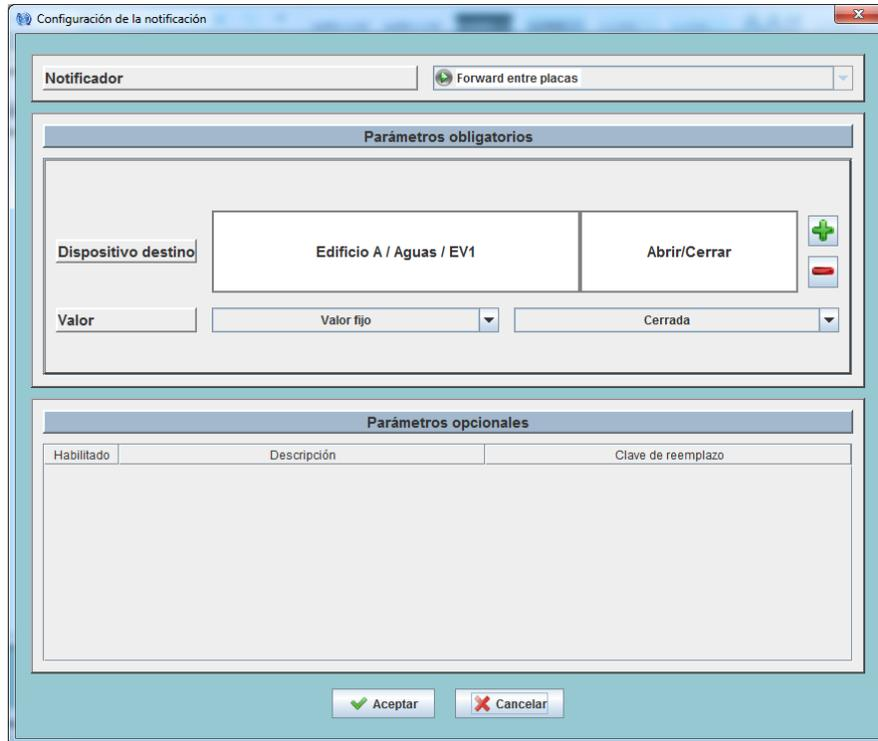 Configuración de la notificación
Notificador Forward entre placas
Parámetros obligatorios
Dispositivo destino Edificio A / Aguas / EV1 Abrir/Cerrar
Valor Valor fijo Cerrada
Parámetros opcionales
Habilitado Descripción Clave de reemplazo
Aceptar Cancelar